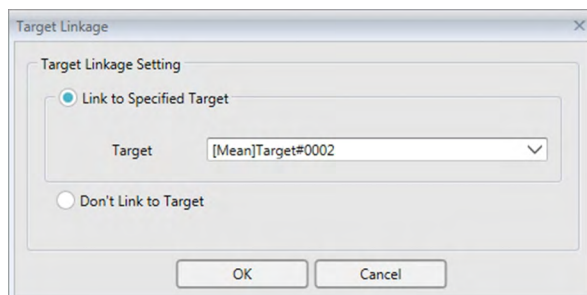 Target Linkage
Target Linkage Setting
Link to Specified Target
Target [Mean]Target#0002
Don't Link to Target
OK Cancel